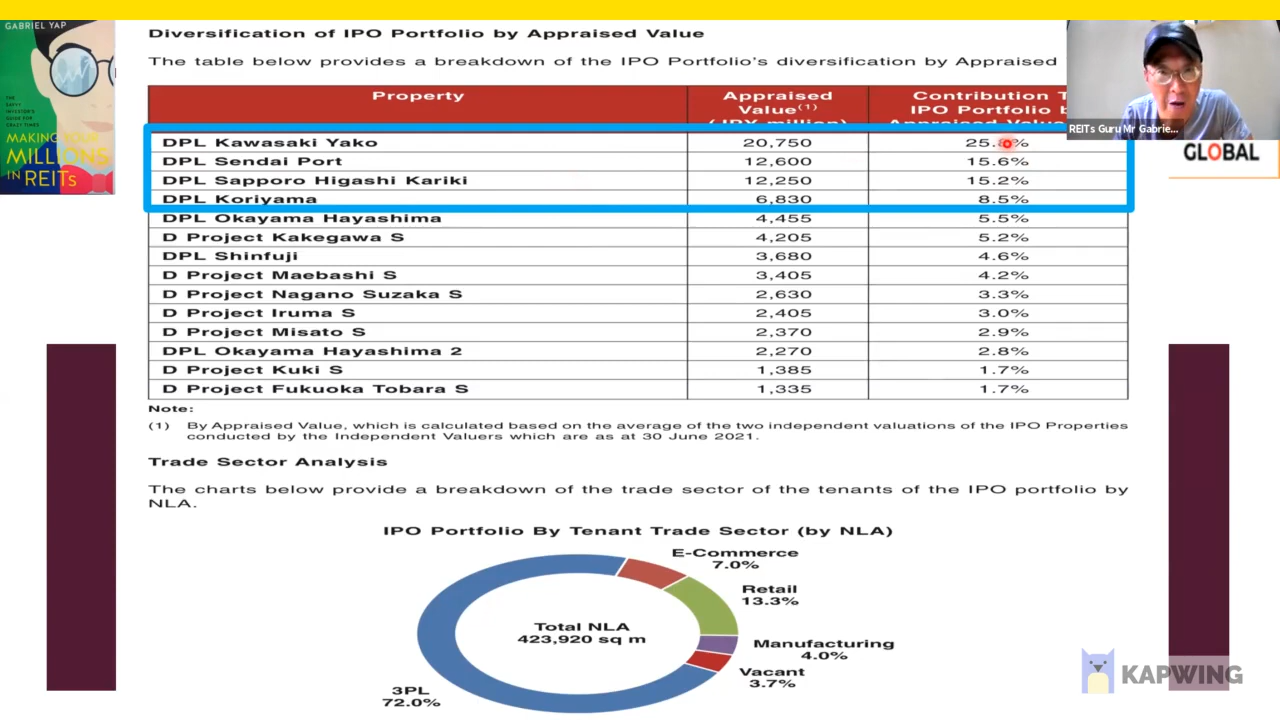 GABRIEL YAP
THE
SAVVY
INVESTOR'S
GUIDE FOR
CRAZY TIMES
MAKING YOUR
MILLIONS
IN REITs
Diversification of IPO Portfolio by Appraised Value
The table below provides a breakdown of the IPO Portfolio's diversification by Appraised
Property
Appraised
Value(1)
(JPY million)
Contribution T
IPO Portfolio b
Appraised Value
DPL Kawasaki Yako 20,750 25. %
DPL Sendai Port 12,600 15.6%
DPL Sapporo Higashi Kariki 12,250 15.2%
DPL Koriyama 6,830 8.5%
DPL Okayama Hayashima 4,455 5.5%
D Project Kakegawa S 4,205 5.2%
DPL Shinfuji 3,680 4.6%
D Project Maebashi S 3,405 4.2%
D Project Nagano Suzaka S 2,630 3.3%
D Project Iruma S 2,405 3.0%
D Project Misato S 2,370 2.9%
DPL Okayama Hayashima 2 2,270 2.8%
D Project Kuki S 1,385 1.7%
D Project Fukuoka Tobara S 1,335 1.7%
Note:
(1) By Appraised Value, which is calculated based on the average of the two independent valuations of the IPO Properties
conducted by the Independent Valuers which are as at 30 June 2021.
Trade Sector Analysis
The charts below provide a breakdown of the trade sector of the tenants of the IPO portfolio by
NLA.
IPO Portfolio By Tenant Trade Sector (by NLA)
E-Commerce
7.0%
Retail
13.3%
Total NLA
423,920 sq m
Manufacturing
4.0%
Vacant
3.7%
3PL
72.0%
REITs Guru Mr Gabrie...
GLOBAL
KAPWING